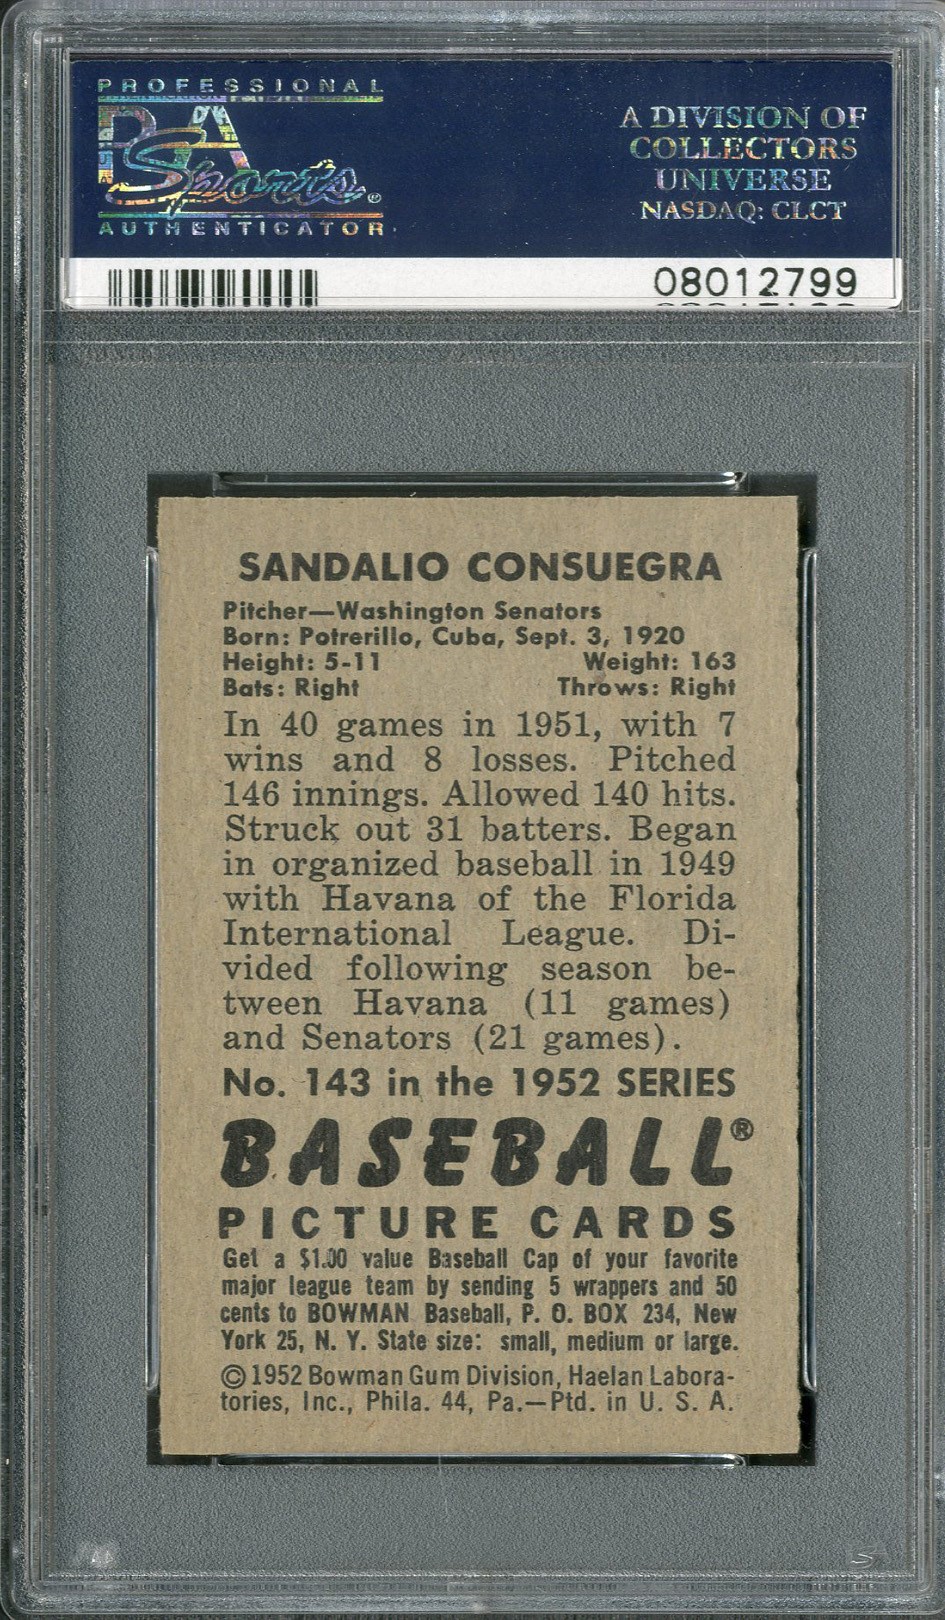 PROFESSIONAL
PSA
Sports®
AUTHENTICATOR
A DIVISION OF
COLLECTORS
UNIVERSE
NASDAQ: CLCT
08012799
SANDALIO CONSUEGRA
Pitcher—Washington Senators
Born: Potrerillo, Cuba, Sept. 3, 1920
Height: 5-11 Weight: 163
Bats: Right Throws: Right
In 40 games in 1951, with 7
wins and 8 losses. Pitched
146 innings. Allowed 140 hits.
Struck out 31 batters. Began
in organized baseball in 1949
with Havana of the Florida
International League. Di-
vided following season be-
tween Havana (11 games)
and Senators (21 games).
No. 143 in the 1952 SERIES
BASEBALL®
PICTURE CARDS
Get a $1.00 value Baseball Cap of your favorite
major league team by sending 5 wrappers and 50
cents to BOWMAN Baseball, P. O. BOX 234, New
York 25, N. Y. State size: small, medium or large.
©1952 Bowman Gum Division, Haelan Labora-
tories, Inc., Phila. 44, Pa.—Ptd. in U. S. A.